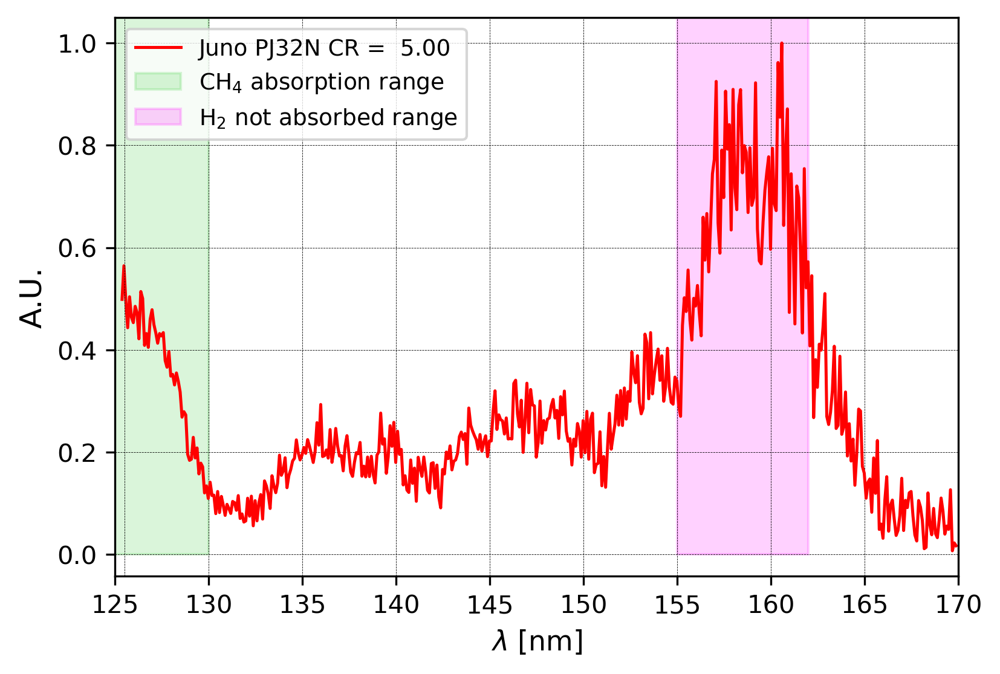 1.0
0.8
0.6
0.4
0.2
0.0
A.U.
Juno PJ32N CR =  5.00
CH₄ absorption range
H₂ not absorbed range
125 130 135 140 145 150 155 160 165 170
λ [nm]